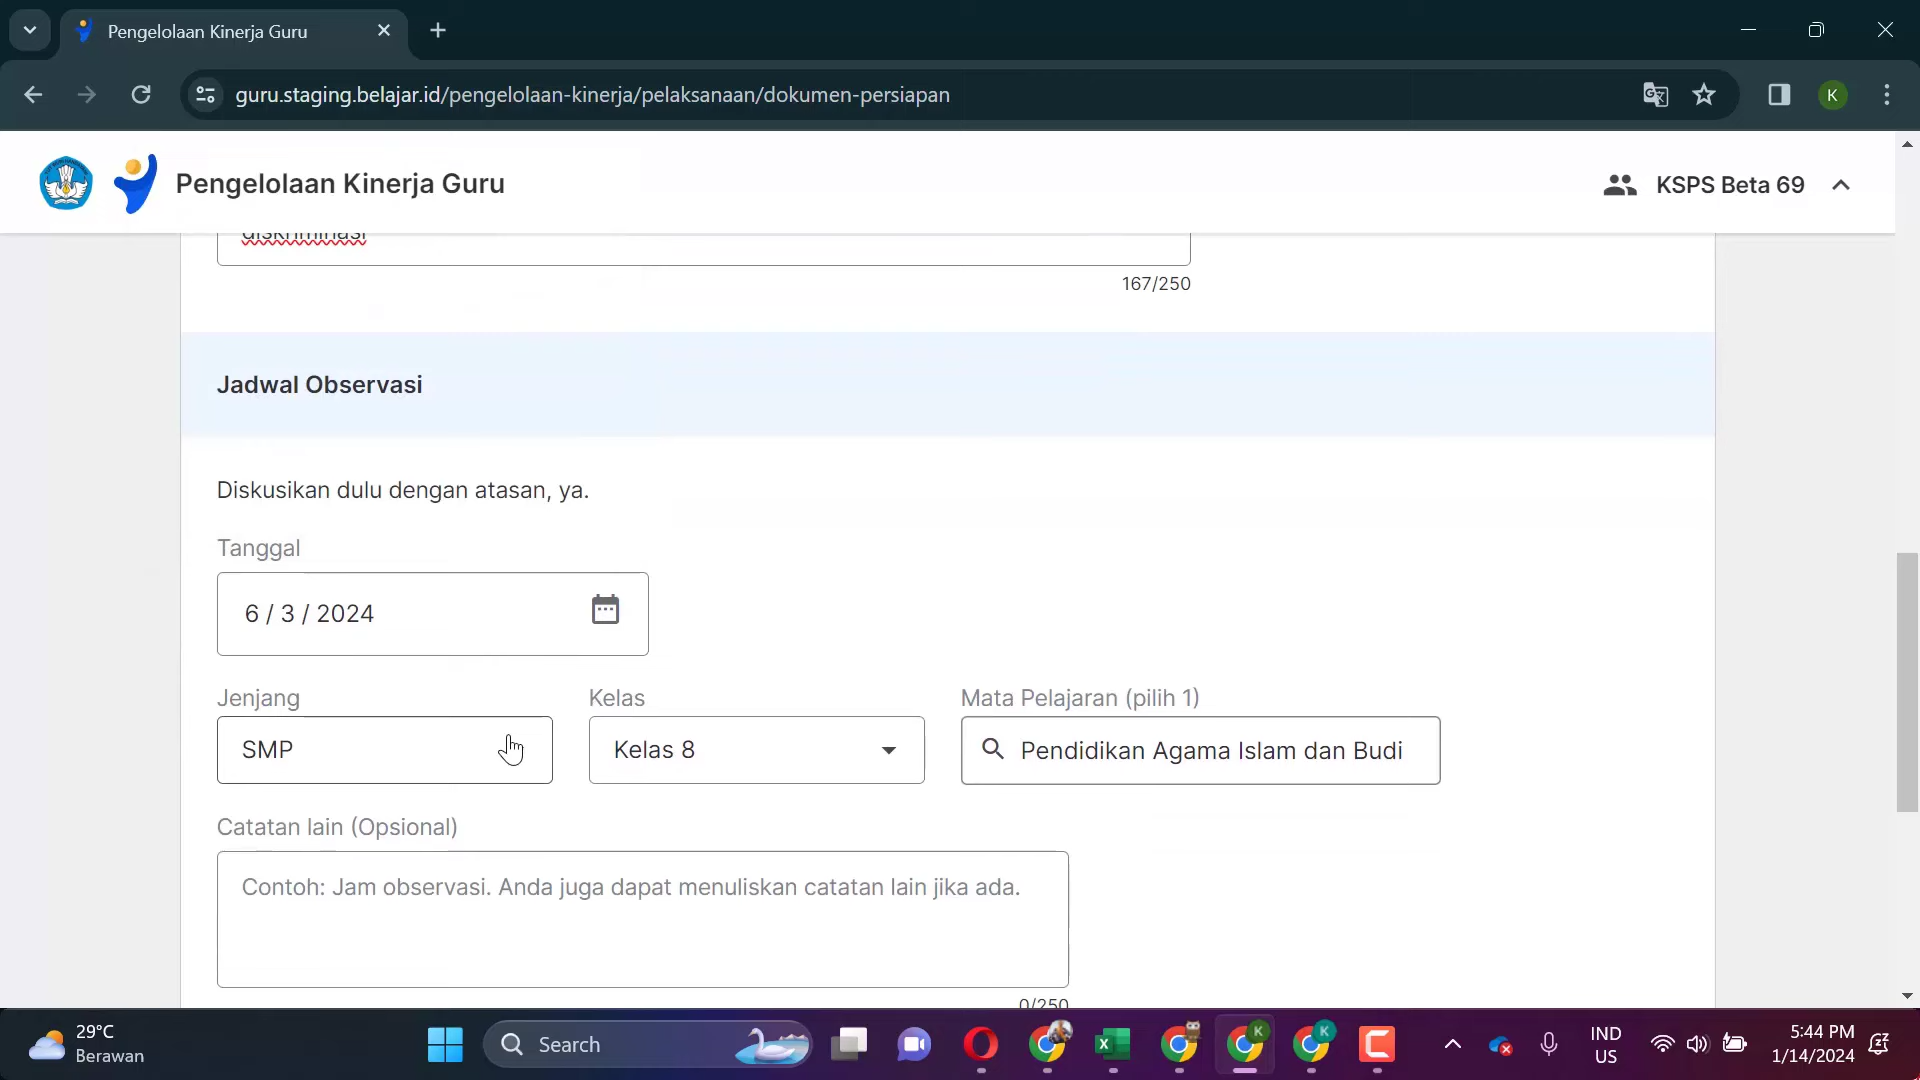 Pengelolaan Kinerja Guru
guru.staging.belajar.id/pengelolaan-kinerja/pelaksanaan/dokumen-persiapan
K
Pengelolaan Kinerja Guru
KSPS Beta 69
diskriminasi
167/250
Jadwal Observasi
Diskusikan dulu dengan atasan, ya.
Tanggal
6 / 3 / 2024
Jenjang
Kelas
Mata Pelajaran (pilih 1)
SMP
Kelas 8
Pendidikan Agama Islam dan Budi
Catatan lain (Opsional)
Contoh: Jam observasi. Anda juga dapat menuliskan catatan lain jika ada.
0/250
29°C
Berawan
Search
IND
US
5:44 PM
1/14/2024